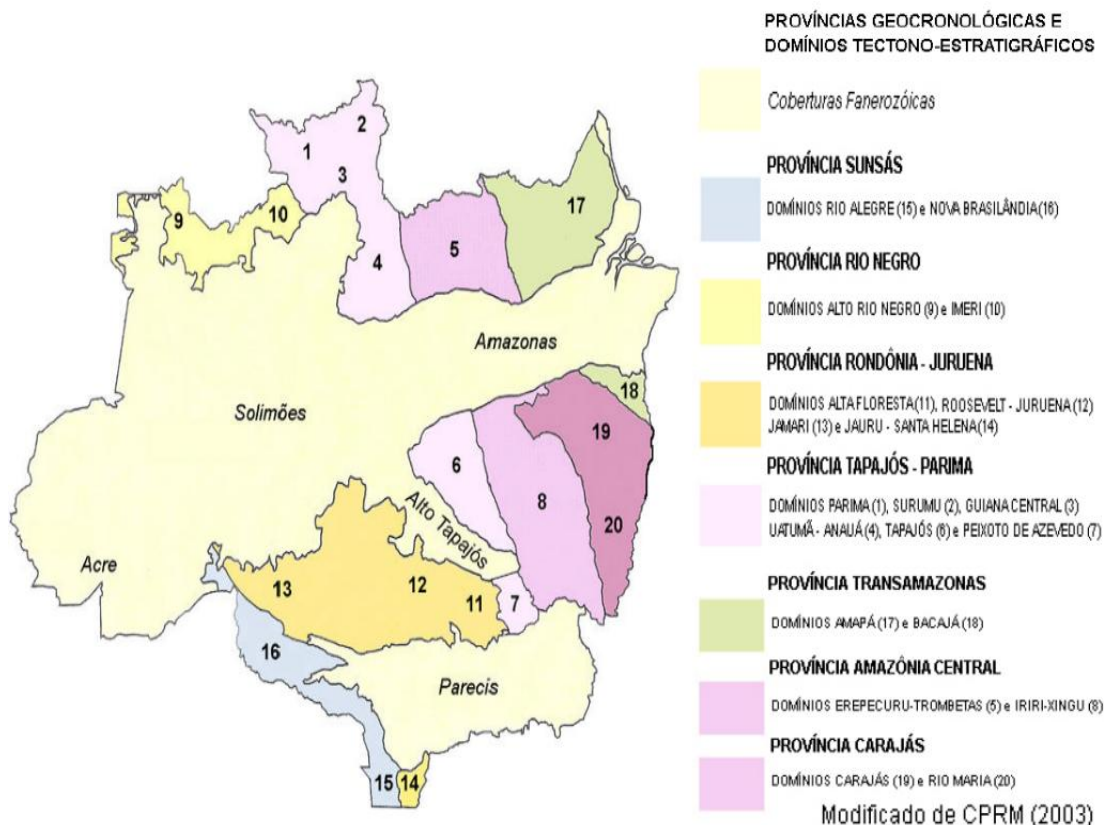 PROVÍNCIAS GEOCRONOLÓGICAS E
DOMÍNIOS TECTONO-ESTRATIGRÁFICOS
Coberturas Fanerozóicas
PROVÍNCIA SUNSÁS
DOMÍNIOS RIO ALEGRE (15) e NOVA BRASILÂNDIA(16)
PROVÍNCIA RIO NEGRO
DOMÍNIOS ALTO RIO NEGRO (9) e IMERI (10)
PROVÍNCIA RONDÔNIA - JURUENA
DOMÍNIOS ALTA FLORESTA(11), ROOSEVELT - JURUENA (12)
JAMARI (13) e JAURU - SANTA HELENA(14)
PROVÍNCIA TAPAJÓS - PARIMA
DOMÍNIOS PARIMA (1), SURUMU (2), GUIANA CENTRAL (3)
UATUMÃ - ANAUÁ (4), TAPAJÓS (6) e PEIXOTO DE AZEVEDO (7)
PROVÍNCIA TRANSAMAZONAS
DOMÍNIOS AMAPÁ (17) e BACAJÁ (18)
PROVÍNCIA AMAZÔNIA CENTRAL
DOMÍNIOS EREPECURU-TROMBETAS (5) e IRIRI-XINGU (8)
PROVÍNCIA CARAJÁS
DOMÍNIOS CARAJÁS (19) e RIO MARIA (20)
Modificado de CPRM (2003)
2
1
3
17
9
10
5
4
Amazonas
18
Solimões
19
6
8
Alto Tapajós
20
Acre
13
12
11
7
16
Parecis
15
14